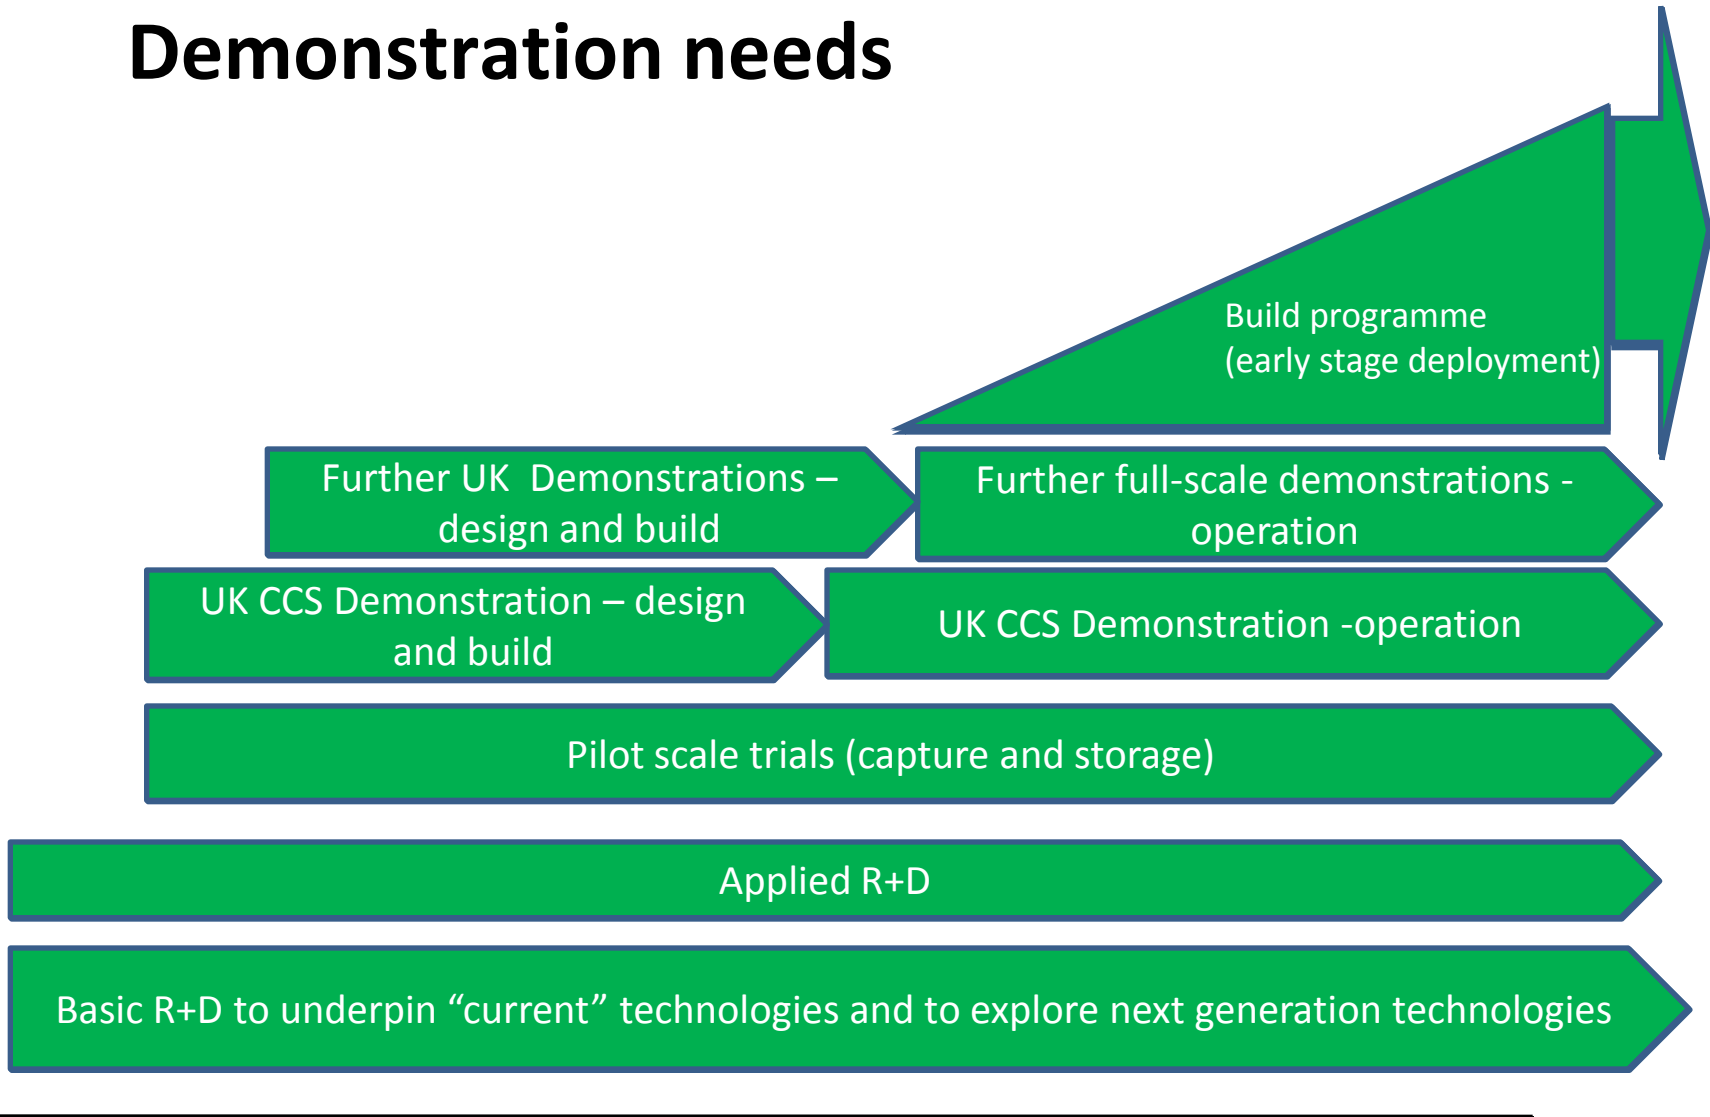 Demonstration needs
Build programme
(early stage deployment)
Further UK  Demonstrations –
design and build
Further full-scale demonstrations -
operation
UK CCS Demonstration – design
and build
UK CCS Demonstration -operation
Pilot scale trials (capture and storage)
Applied R+D
Basic R+D to underpin “current” technologies and to explore next generation technologies